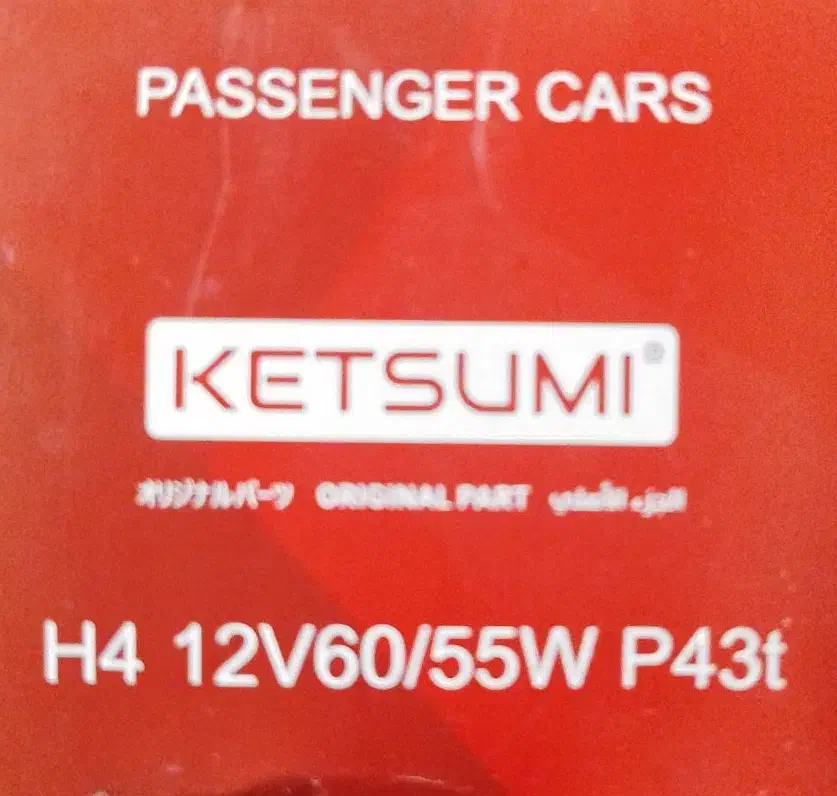 PASSENGER CARS
KETSUMI®
オリジナルパーツ ORIGINAL PART الجزء الأصلي
H4 12V60/55W P43t